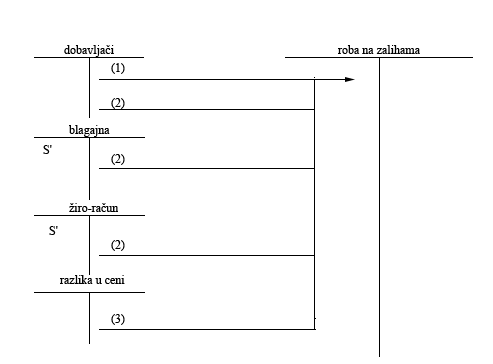 dobavljači
roba na zalihama
(1)
(2)
blagajna
S'
(2)
žiro-račun
S'
(2)
razlika u ceni
(3)